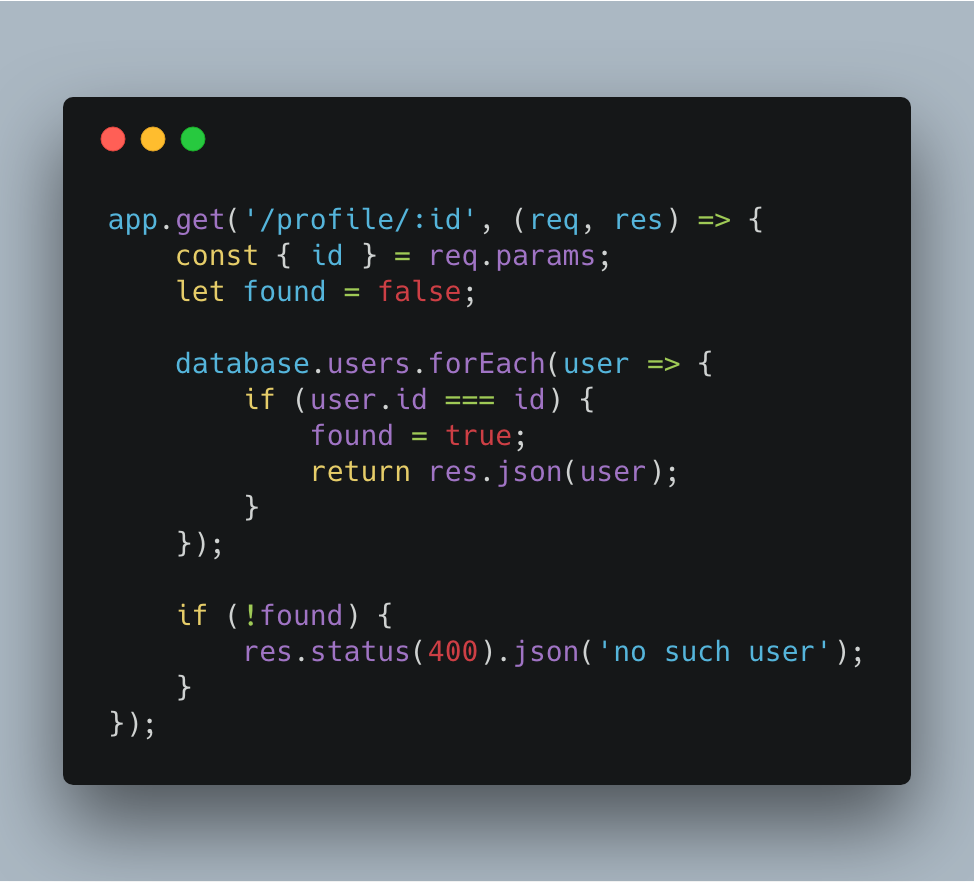 app.get('/profile/:id', (req, res) => {
    const { id } = req.params;
    let found = false;

    database.users.forEach(user => {
        if (user.id === id) {
            found = true;
            return res.json(user);
        }
    });

    if (!found) {
        res.status(400).json('no such user');
    }
});